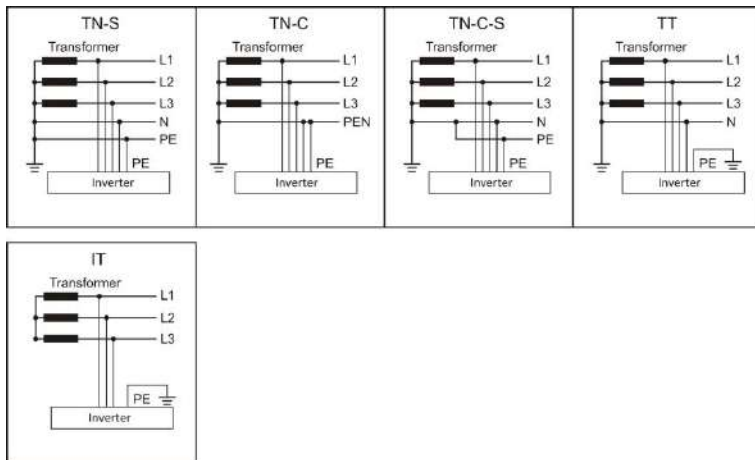 TN-S
Transformer
L1
L2
L3
N
PE
PE
Inverter
TN-C
Transformer
L1
L2
L3
PEN
PE
Inverter
TN-C-S
Transformer
L1
L2
L3
N
PE
PE
Inverter
TT
Transformer
L1
L2
L3
N
PE
Inverter
IT
Transformer
L1
L2
L3
PE
Inverter